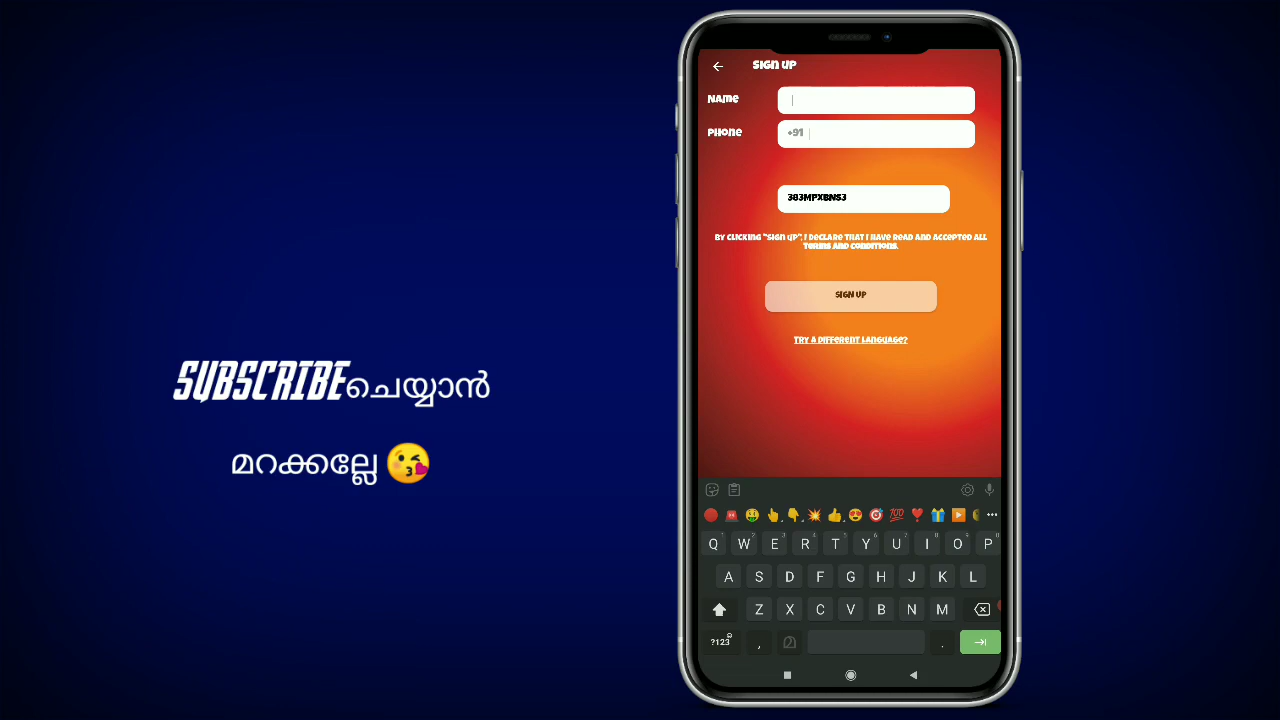 SUBSCRIBEചെയ്യാൻ
മറക്കല്ലേ 😘
Sign up
Name
Phone
+91
383MPXBNS3
By clicking "Sign up", I declare that I have read and accepted all
terms and conditions.
Sign up
Try a different language?
Q W E R T Y U I O P
A S D F G H J K L
Z X C V B N M
?123 , മ .